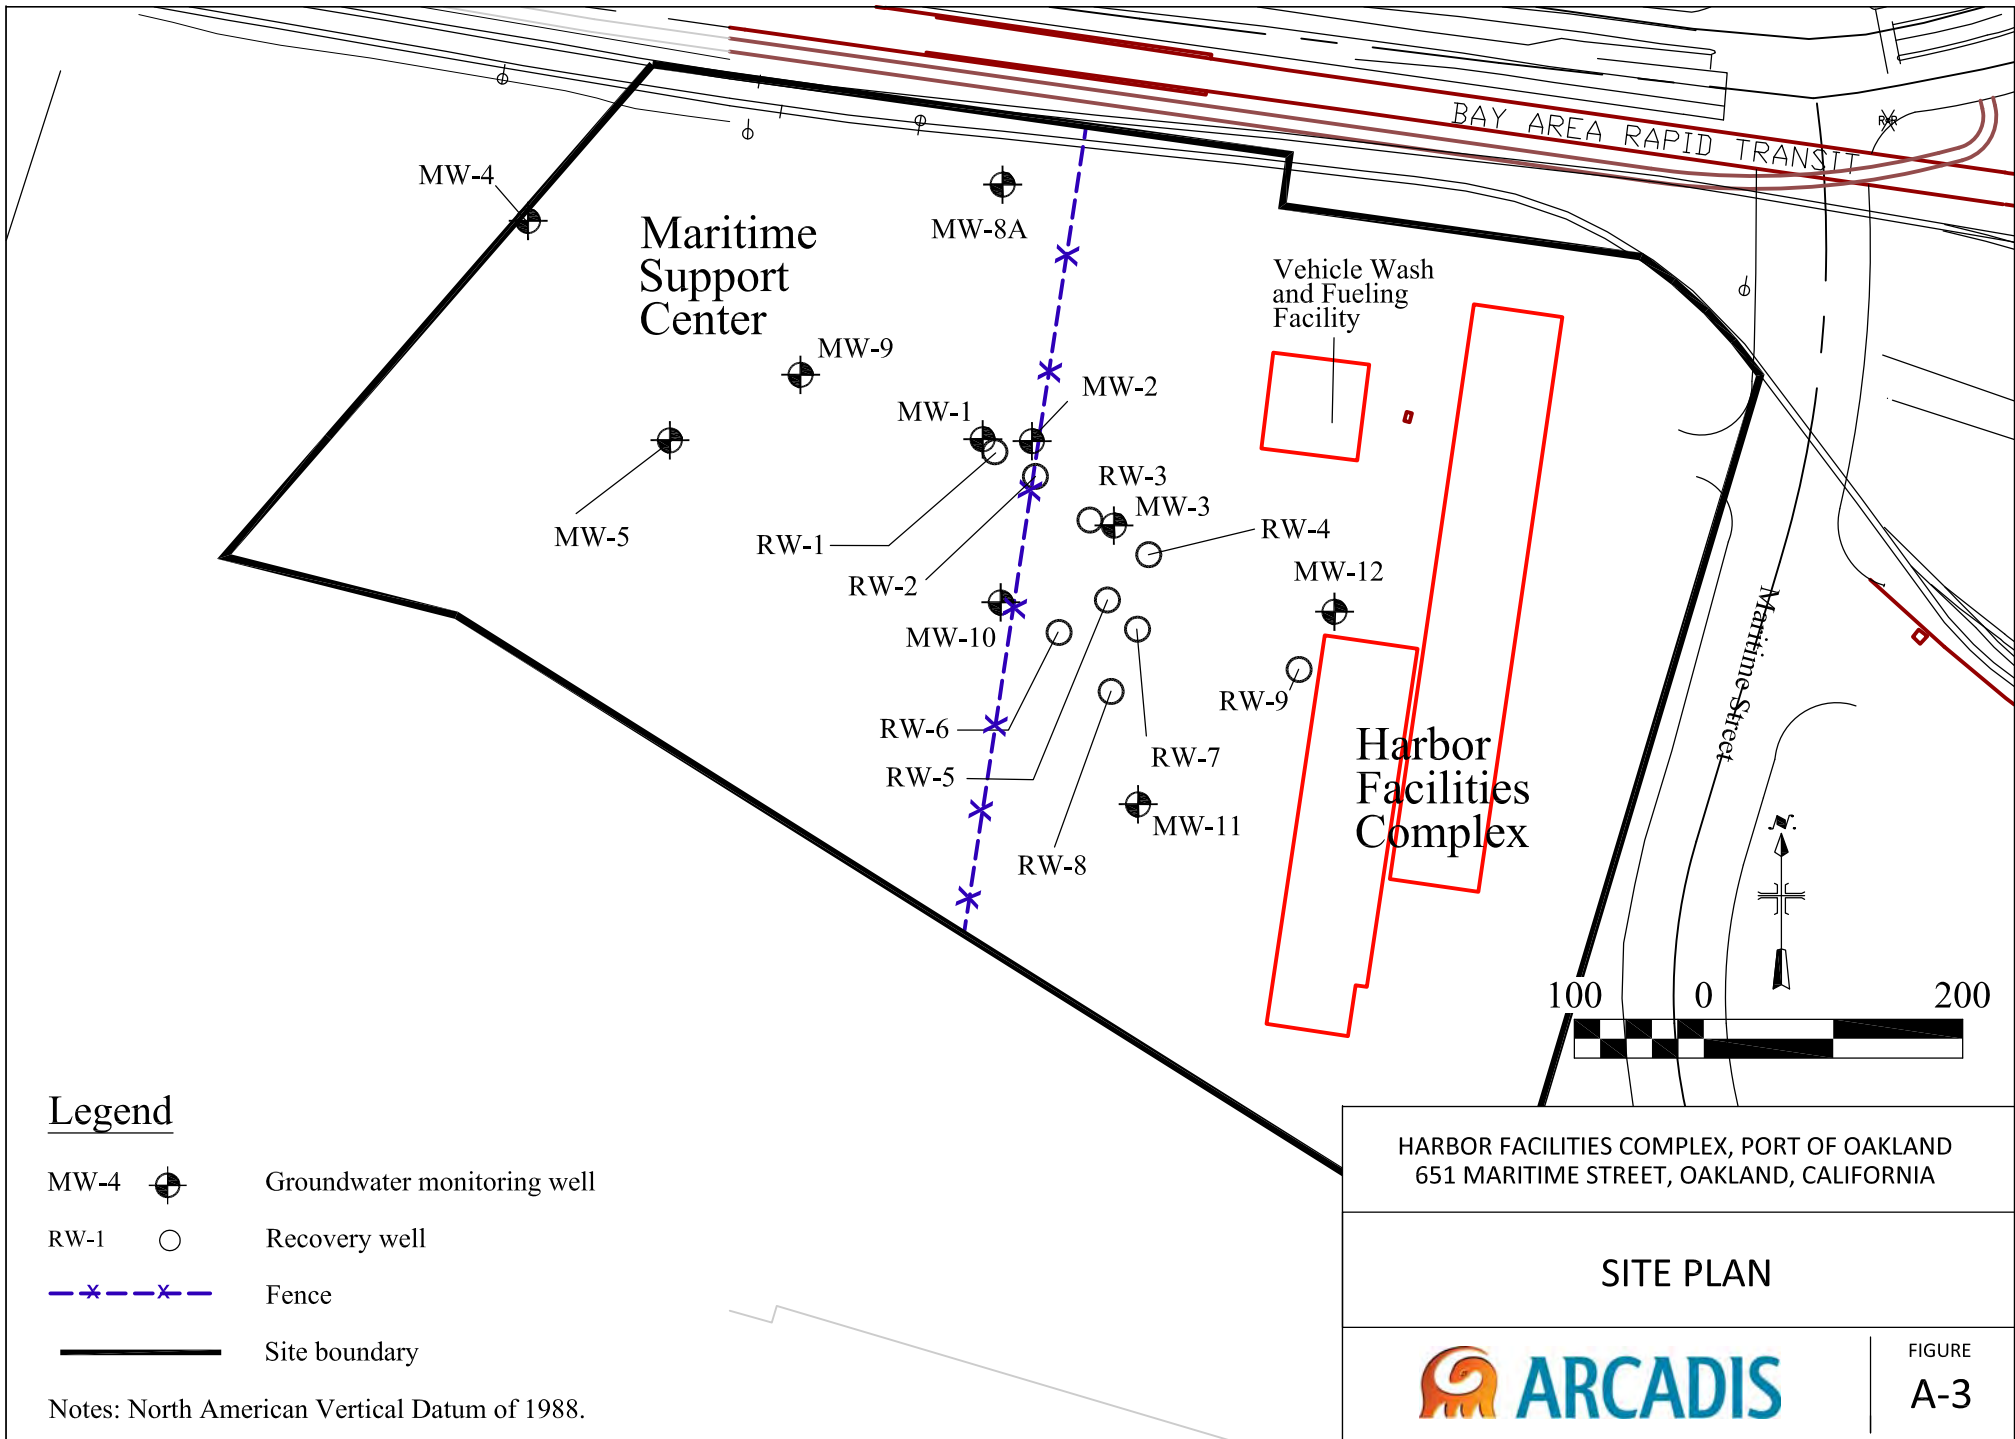 BAY AREA RAPID TRANSIT
RXR
MW-4
MW-8A
Maritime
Support
Center
Vehicle Wash
and Fueling
Facility
MW-9
MW-2
MW-1
RW-3
MW-3
MW-5
RW-1
RW-4
RW-2
MW-12
MW-10
Maritime Street
RW-9
RW-6
RW-7
RW-5
Harbor
Facilities
Complex
MW-11
RW-8
100 0 200
Legend
MW-4 Groundwater monitoring well
RW-1 Recovery well
Fence
Site boundary
Notes: North American Vertical Datum of 1988.
HARBOR FACILITIES COMPLEX, PORT OF OAKLAND
651 MARITIME STREET, OAKLAND, CALIFORNIA
SITE PLAN
ARCADIS
FIGURE
A-3